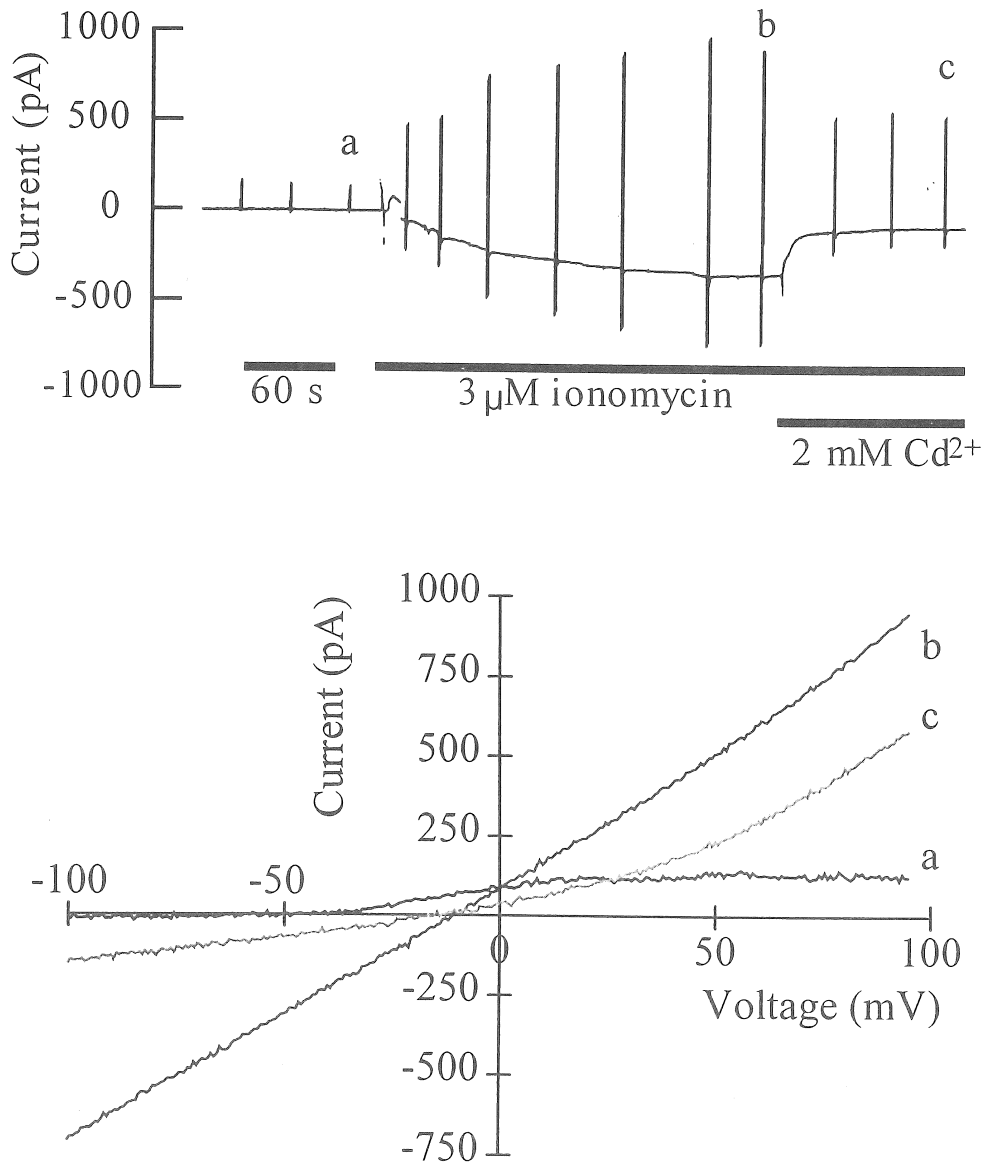 1000
b
c
500
a
0
-500
-1000
Current (pA)
60 s
3 μM ionomycin
2 mM Cd2+
1000
750
500
250
0
-250
-500
-750
Current (pA)
b
c
a
-100
-50
50
100
Voltage (mV)